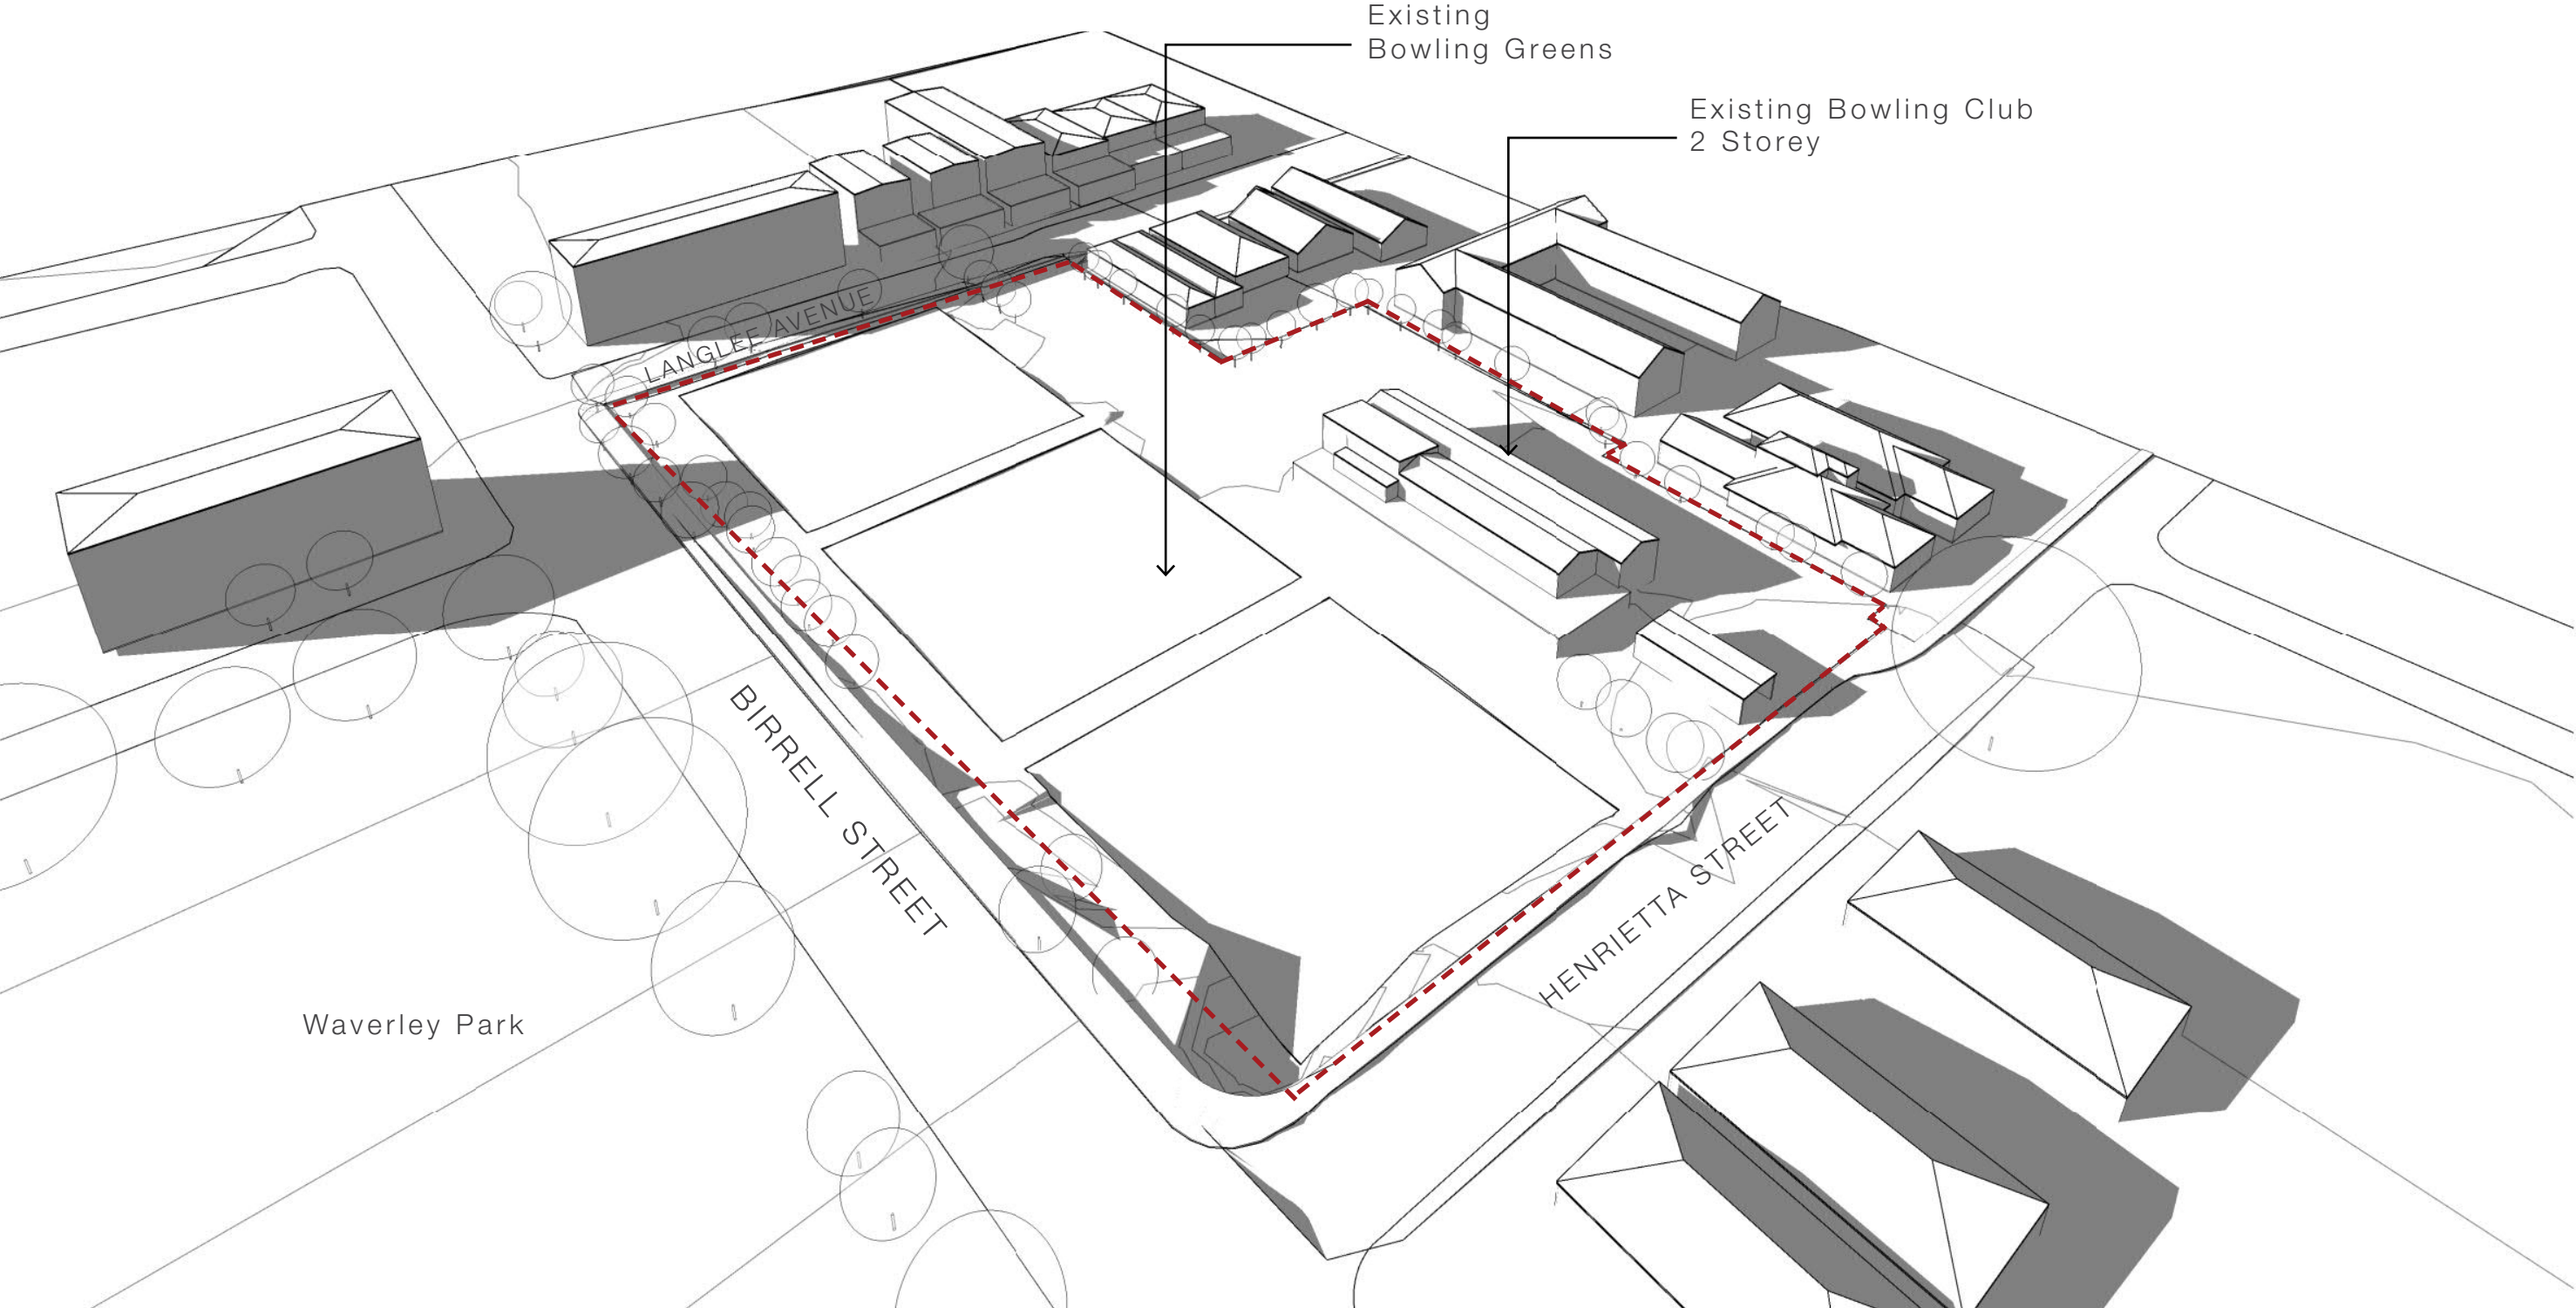 Existing
Bowling Greens
Existing Bowling Club
2 Storey
LANGLEE AVENUE
BIRRELL STREET
HENRIETTA STREET
Waverley Park